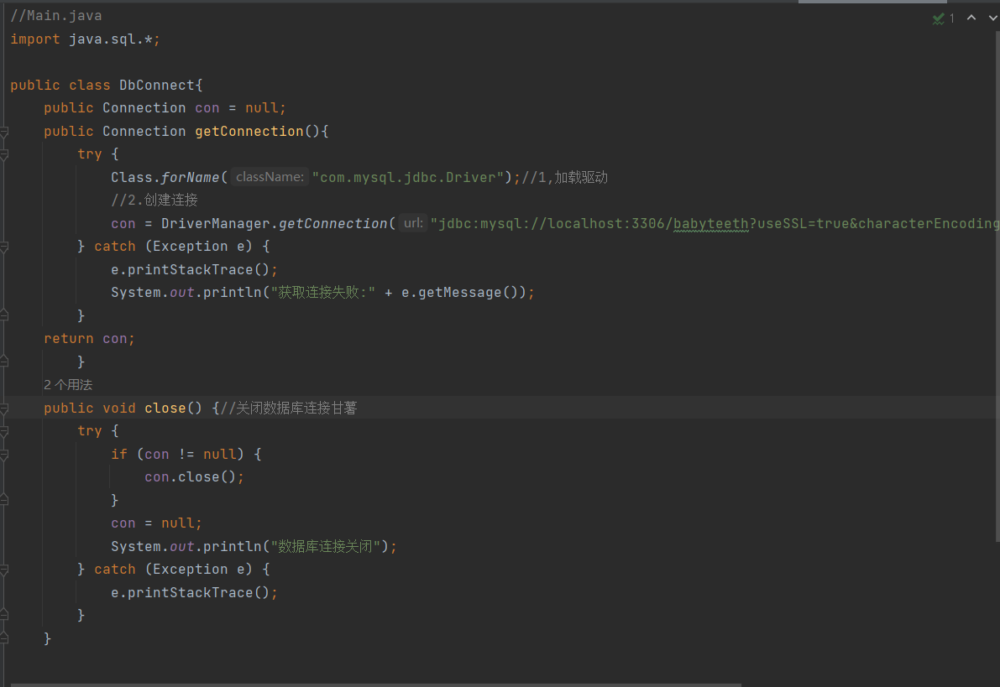 //Main.java
1
import java.sql.*;
public class DbConnect{
public Connection con = null;
public Connection getConnection(){
try {
Class.forName( className: "com.mysql.jdbc.Driver");//1,加载驱动
//2.创建连接
con = DriverManager.getConnection( url: "jdbc:mysql://localhost:3306/babyteeth?useSSL=true&characterEncoding
} catch (Exception e) {
e.printStackTrace();
System.out.println("获取连接失败:" + e.getMessage());
}
return con;
}
2 个用法
public void close() {//关闭数据库连接甘薯
try {
if (con != null) {
con.close();
}
con = null;
System.out.println("数据库连接关闭");
} catch (Exception e) {
e.printStackTrace();
}
}